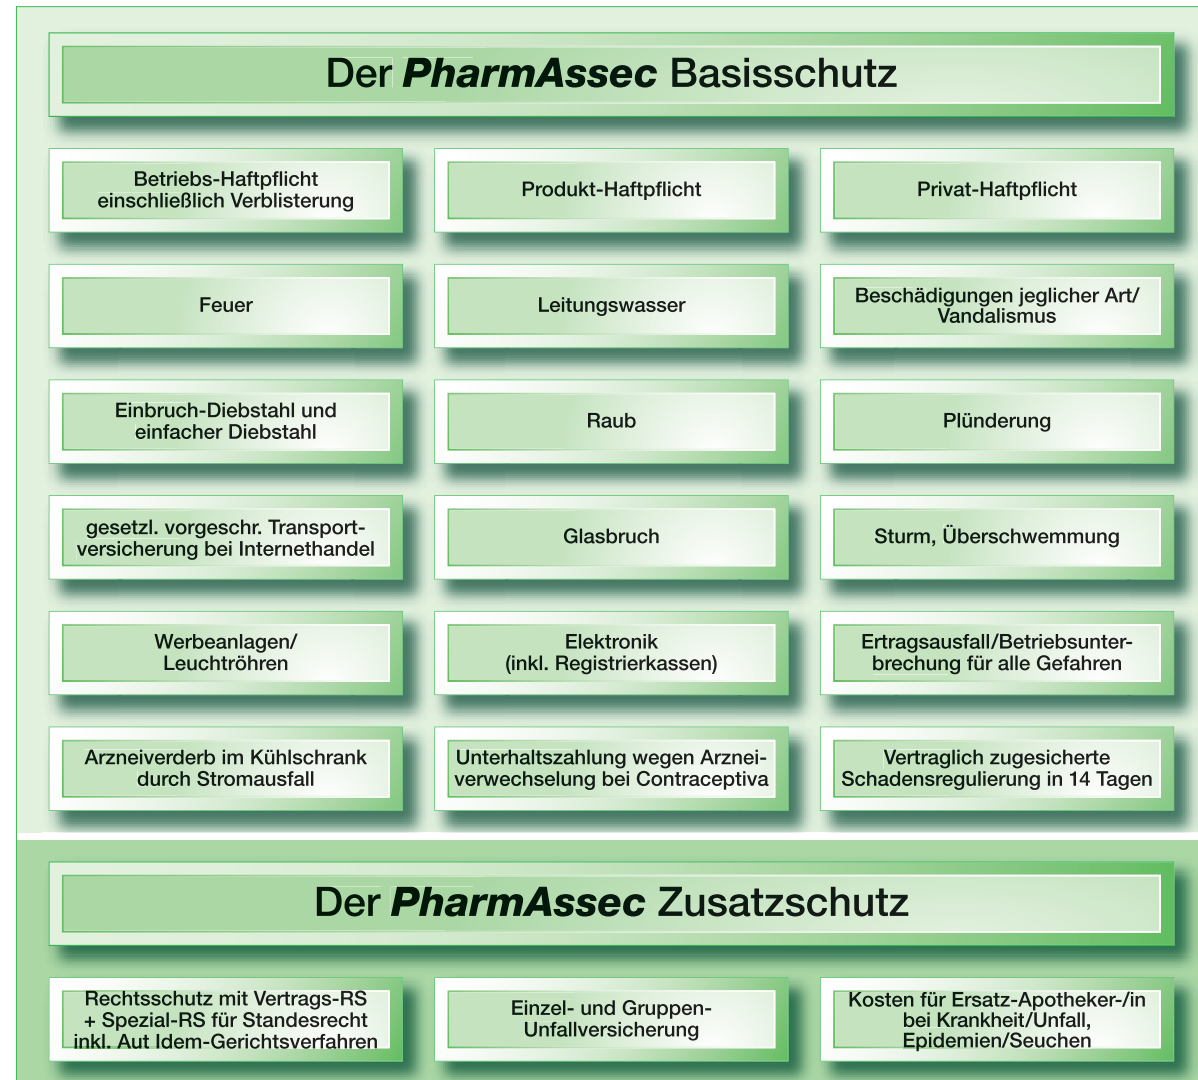 Der PharmAssec Basisschutz
Betriebs-Haftpflicht
einschließlich Verblisterung
Produkt-Haftpflicht
Privat-Haftpflicht
Feuer
Leitungswasser
Beschädigungen jeglicher Art/
Vandalismus
Einbruch-Diebstahl und
einfacher Diebstahl
Raub
Plünderung
gesetzl. vorgeschr. Transport-
versicherung bei Internethandel
Glasbruch
Sturm, Überschwemmung
Werbeanlagen/
Leuchtröhren
Elektronik
(inkl. Registrierkassen)
Ertragsausfall/Betriebsunter-
brechung für alle Gefahren
Arzneiverderb im Kühlschrank
durch Stromausfall
Unterhaltszahlung wegen Arznei-
verwechselung bei Contraceptiva
Vertraglich zugesicherte
Schadensregulierung in 14 Tagen
Der PharmAssec Zusatzschutz
Rechtsschutz mit Vertrags-RS
+ Spezial-RS für Standesrecht
inkl. Aut Idem-Gerichtsverfahren
Einzel- und Gruppen-
Unfallversicherung
Kosten für Ersatz-Apotheker-/in
bei Krankheit/Unfall,
Epidemien/Seuchen